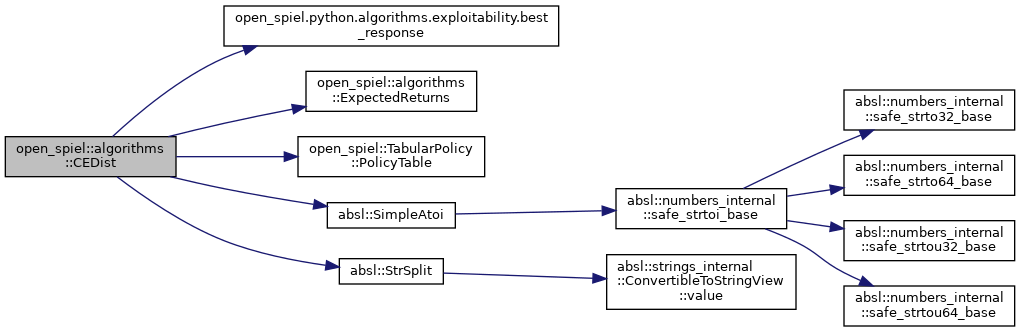 open_spiel::algorithms
::CEDist
open_spiel.python.algorithms.exploitability.best
_response
open_spiel::algorithms
::ExpectedReturns
open_spiel::TabularPolicy
::PolicyTable
absl::SimpleAtoi
absl::StrSplit
absl::numbers_internal
::safe_strtoi_base
absl::strings_internal
::ConvertibleToStringView
::value
absl::numbers_internal
::safe_strto32_base
absl::numbers_internal
::safe_strto64_base
absl::numbers_internal
::safe_strtou32_base
absl::numbers_internal
::safe_strtou64_base